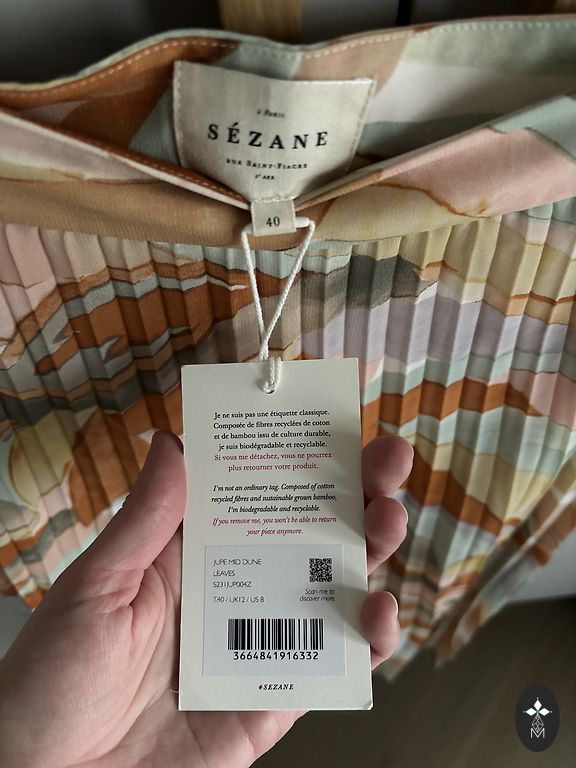 à Paris
SÉZANE
RUE SAINT-FIACRE
2e ARR.
40
Je ne suis pas une étiquette classique.
Composée de fibres recyclées de coton
et de bambou issu de culture durable,
je suis biodégradable et recyclable.
Si vous me détachez, vous ne pourrez
plus retourner votre produit.
I'm not an ordinary tag. Composed of cotton
recycled fibres and sustainable grown bamboo,
I'm biodegradable and recyclable.
If you remove me, you won't be able to return
your piece anymore.
JUPE MID DUNE
LEAVES
S231JUP004Z
T.40 / UK12 / US 8
Scan me to
discover more
3664841916332
#SEZANE
M